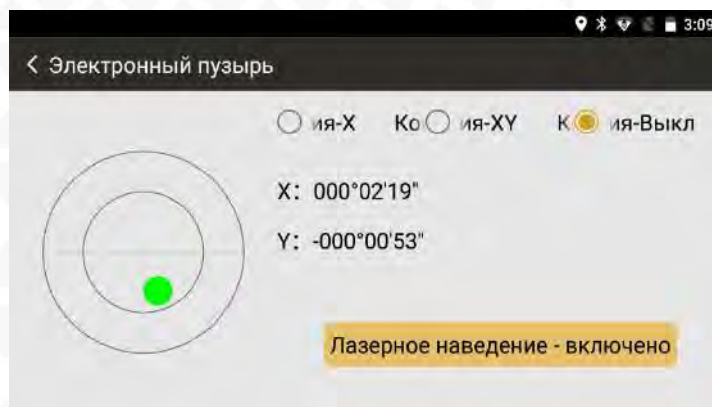 3:09
Электронный пузырь
ия-X Ко ия-XY К ия-Выкл
X: 000°02'19"
Y: -000°00'53"
Лазерное наведение - включено